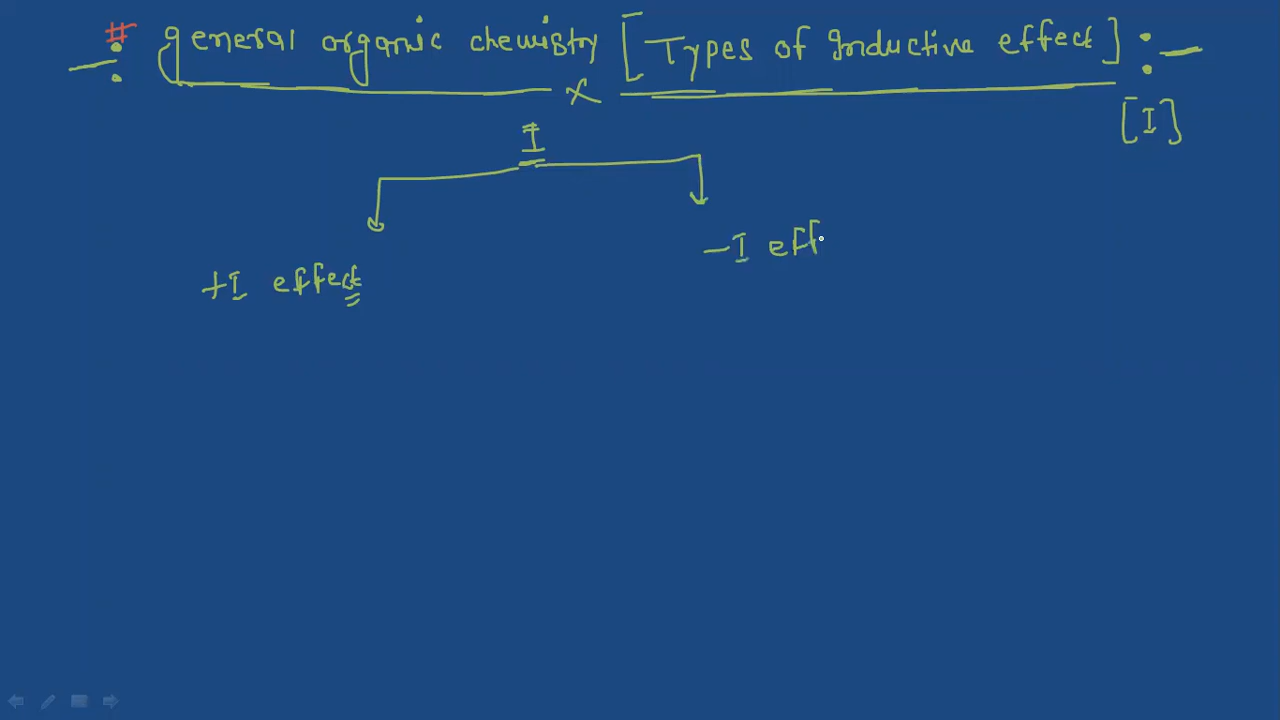 # :- General organic chemistry [Types of Inductive effect] :-
[I]
I
+I effect
-I eff